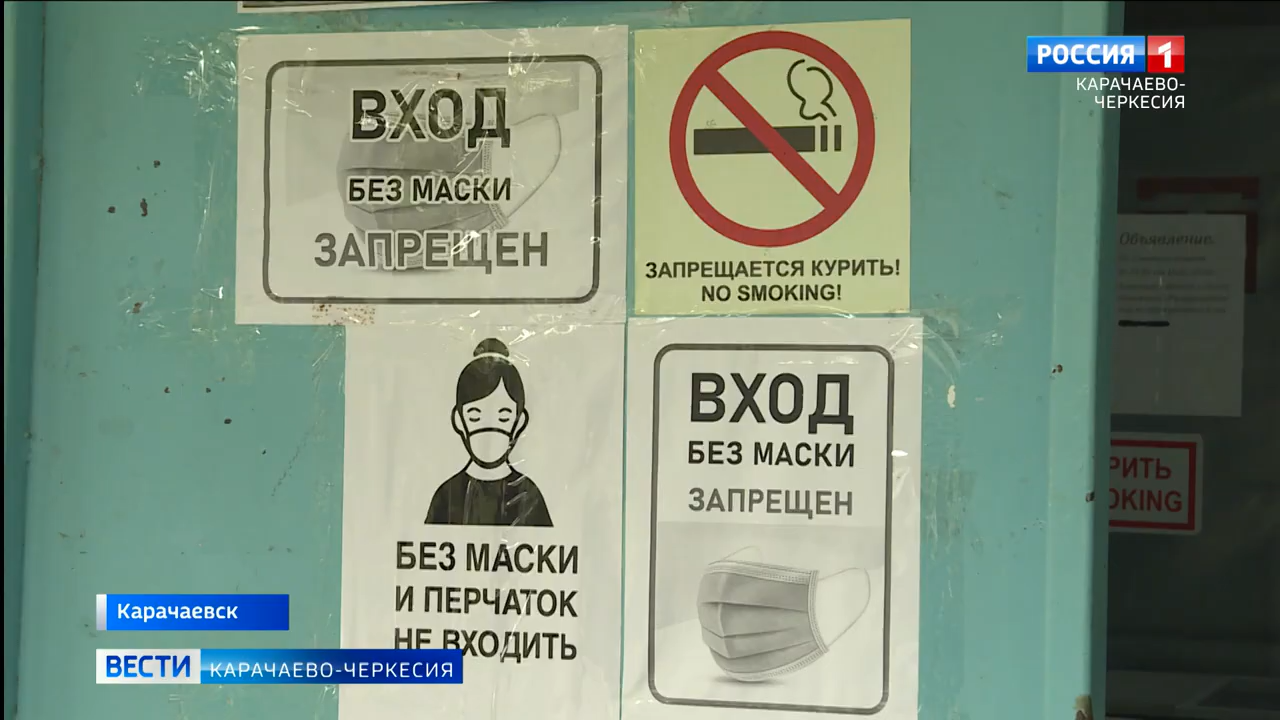 ВХОД
БЕЗ МАСКИ
ЗАПРЕЩЕН
ЗАПРЕЩАЕТСЯ КУРИТЬ!
NO SMOKING!
БЕЗ МАСКИ
И ПЕРЧАТОК
НЕ ВХОДИТЬ
ВХОД
БЕЗ МАСКИ
ЗАПРЕЩЕН
РОССИЯ 1
КАРАЧАЕВО-
ЧЕРКЕСИЯ
Объявление.
РИТЬ
OKING
Карачаевск
ВЕСТИ КАРАЧАЕВО-ЧЕРКЕСИЯ